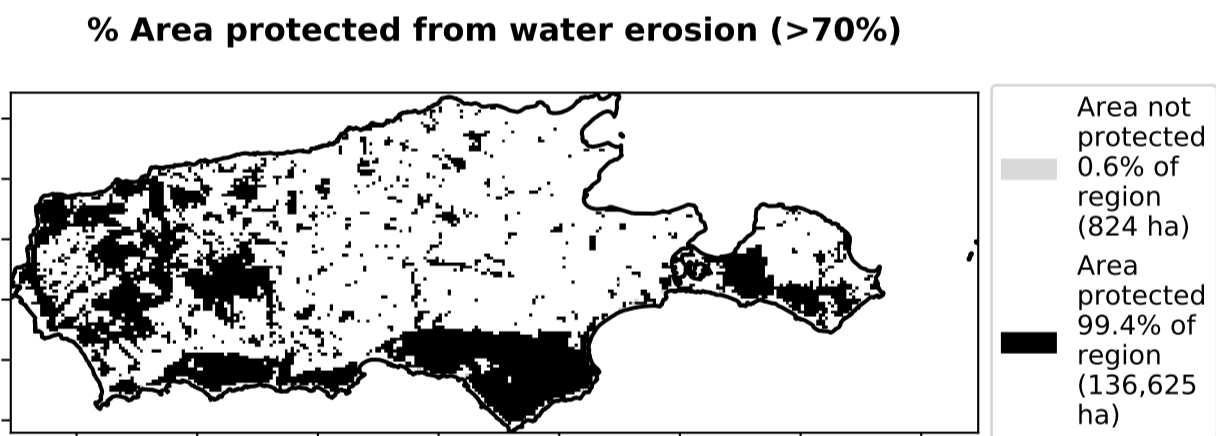 % Area protected from water erosion (>70%)
Area not
protected
0.6% of
region
(824 ha)
Area
protected
99.4% of
region
(136,625
ha)